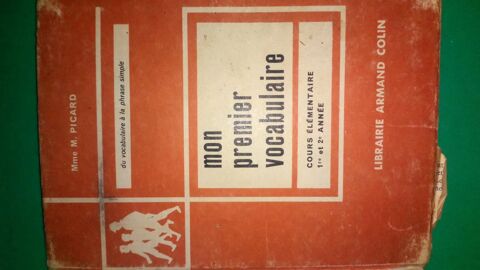 Mme M. PICARD
du vocabulaire à la phrase simple
mon
premier
vocabulaire
COURS ÉLÉMENTAIRE
1re et 2e ANNÉE
LIBRAIRIE ARMAND COLIN